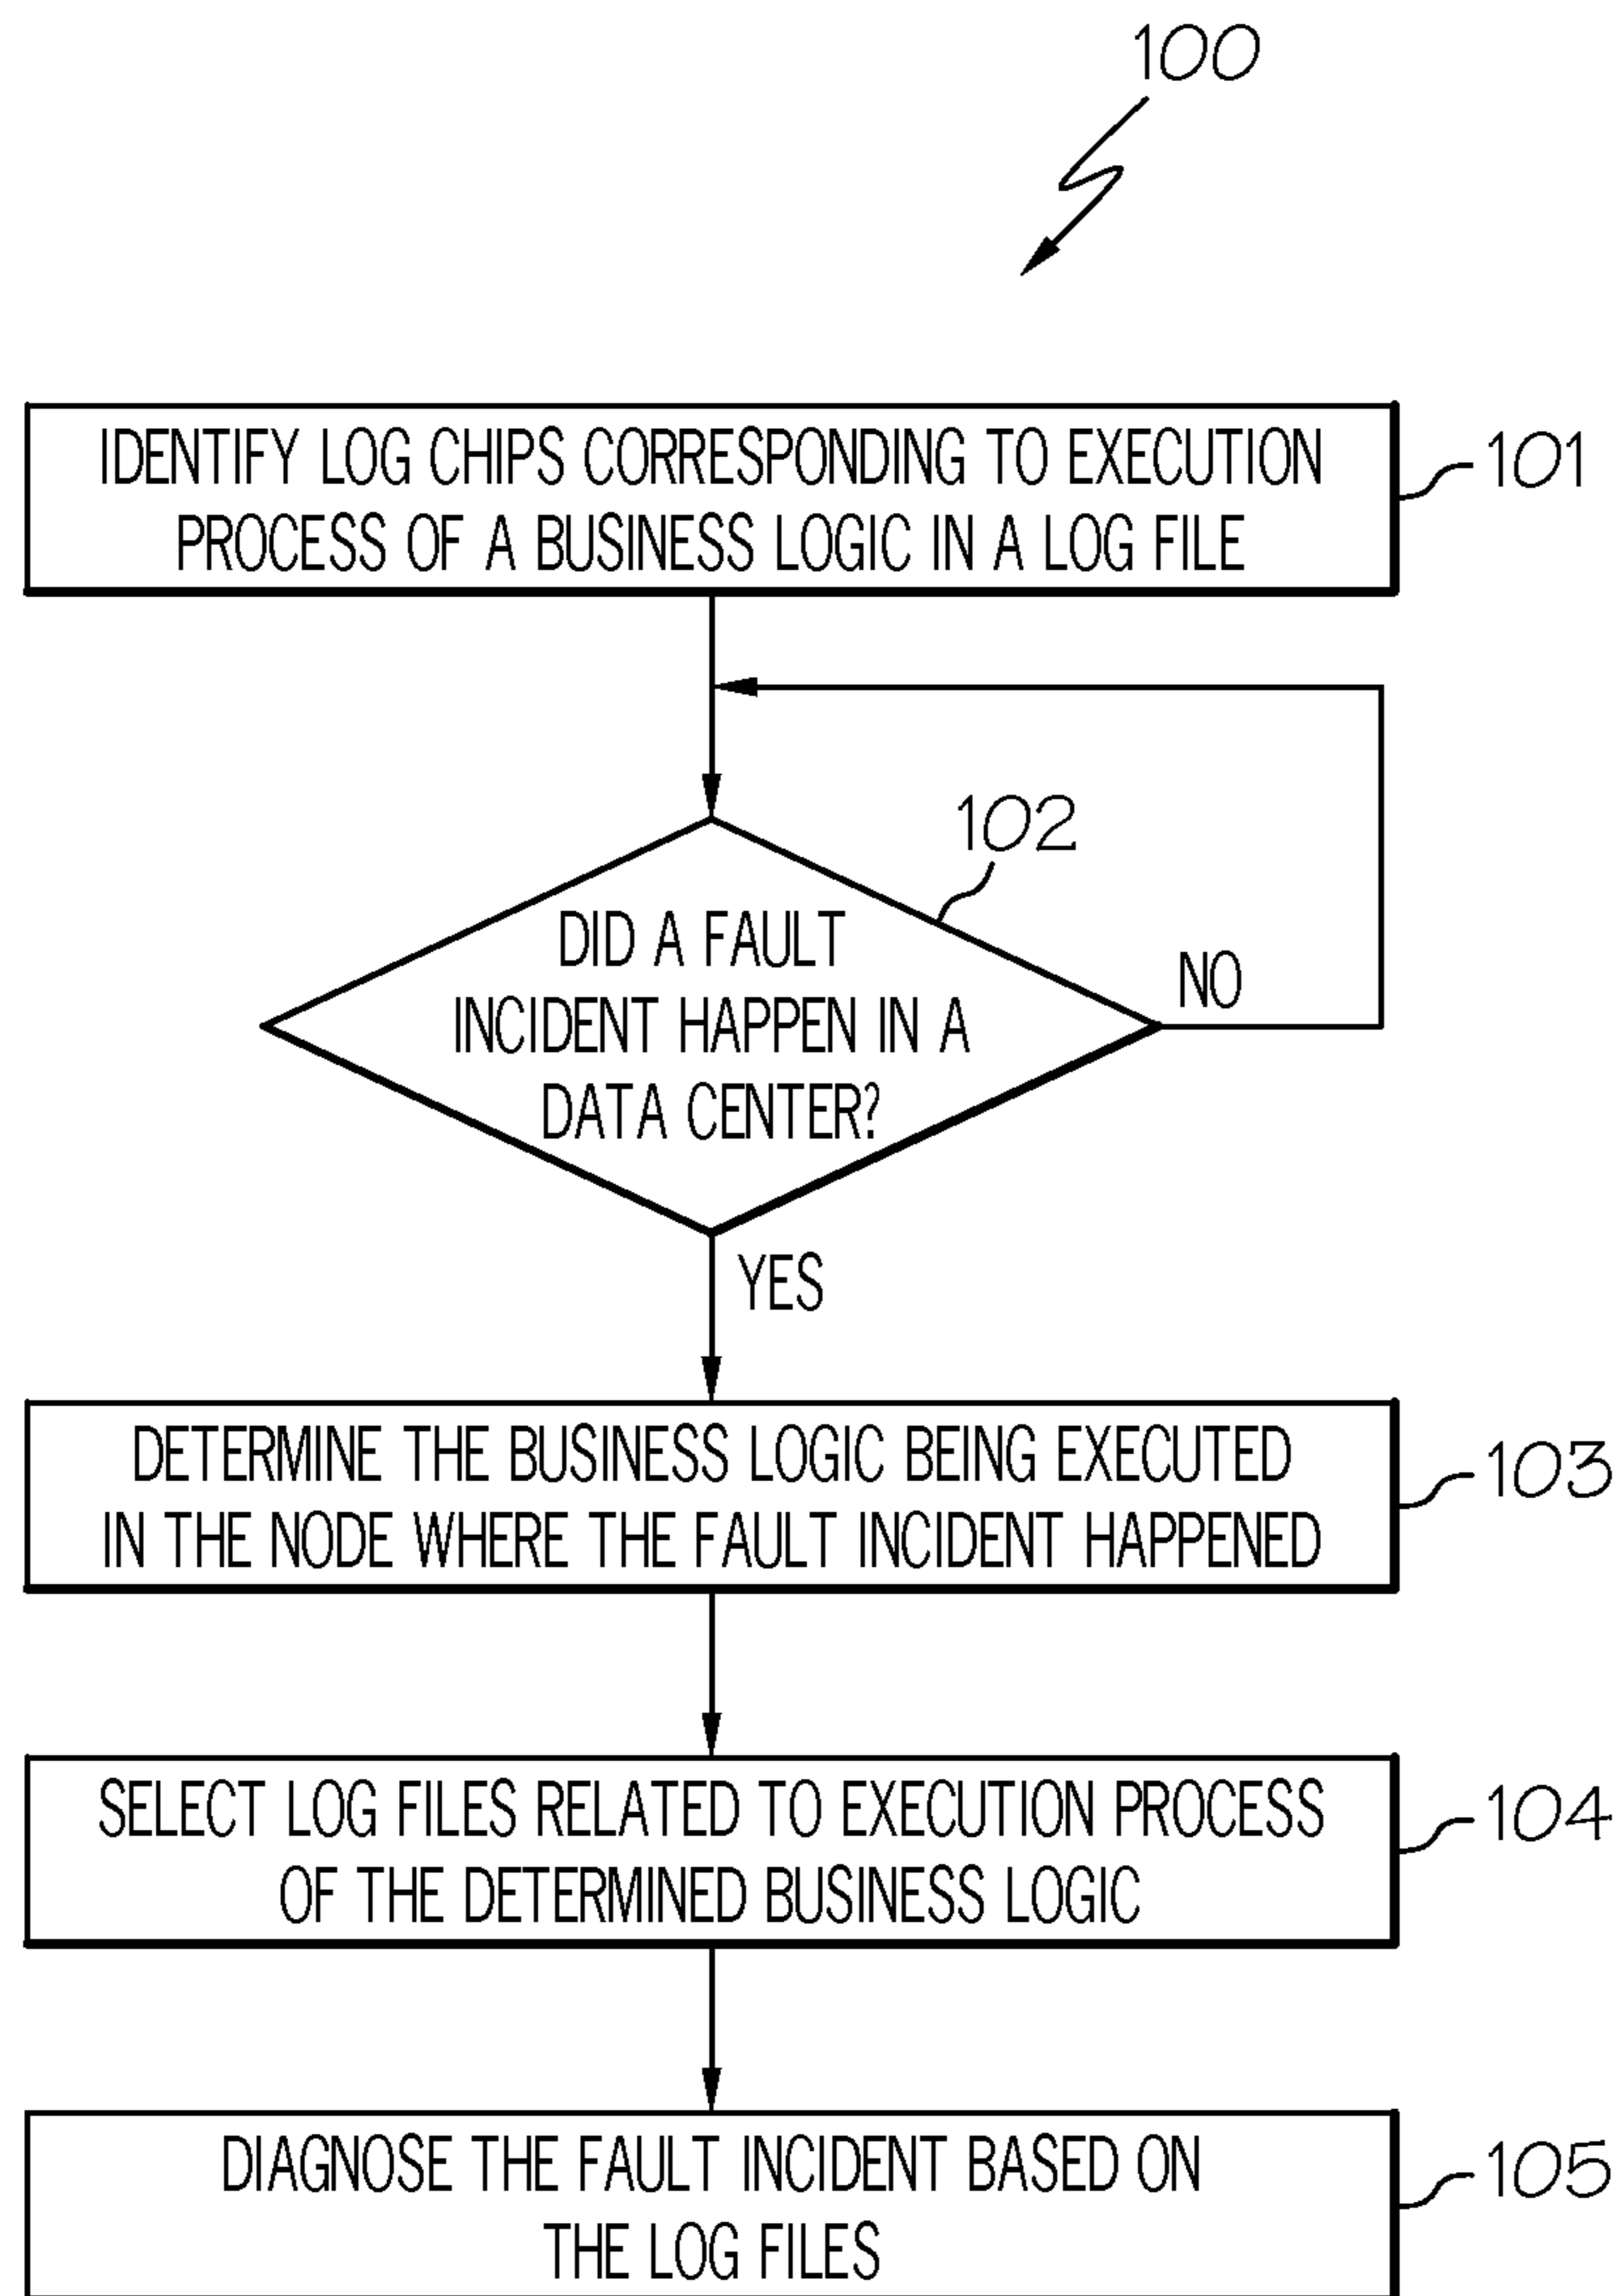 100
IDENTIFY LOG CHIPS CORRESPONDING TO EXECUTION
PROCESS OF A BUSINESS LOGIC IN A LOG FILE
101
102
DID A FAULT
INCIDENT HAPPEN IN A
DATA CENTER?
NO
YES
DETERMINE THE BUSINESS LOGIC BEING EXECUTED
IN THE NODE WHERE THE FAULT INCIDENT HAPPENED
103
SELECT LOG FILES RELATED TO EXECUTION PROCESS
OF THE DETERMINED BUSINESS LOGIC
104
DIAGNOSE THE FAULT INCIDENT BASED ON
THE LOG FILES
105